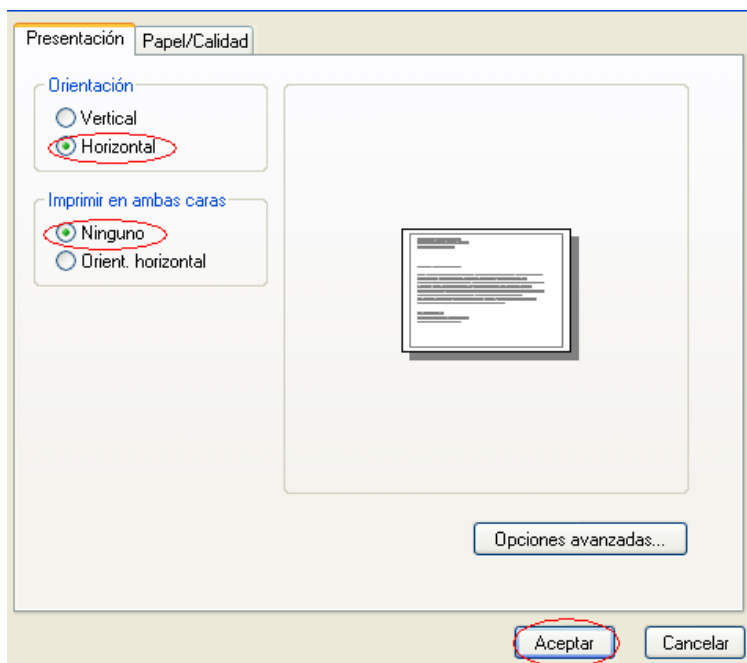 Presentación Papel/Calidad
Orientación
Vertical
Horizontal
Imprimir en ambas caras
Ninguno
Orient. horizontal
Opciones avanzadas...
Aceptar Cancelar